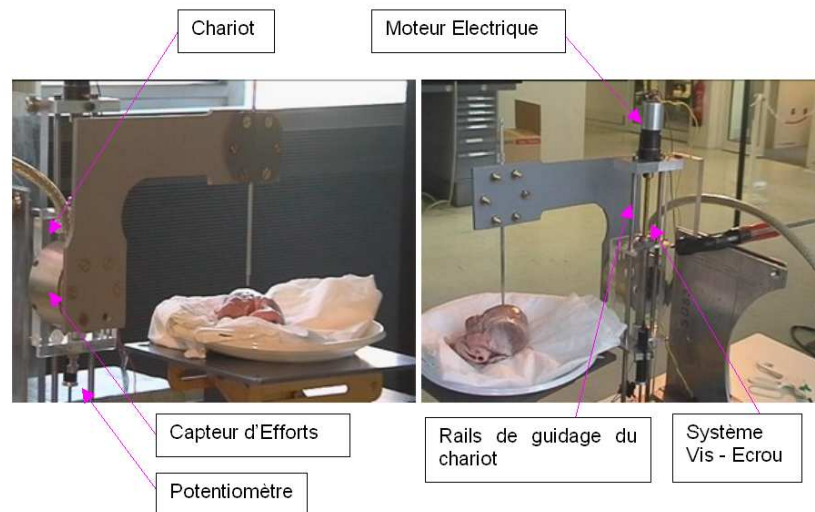 Chariot
Moteur Electrique
Capteur d'Efforts
Potentiomètre
Rails de guidage du
chariot
Système
Vis - Ecrou